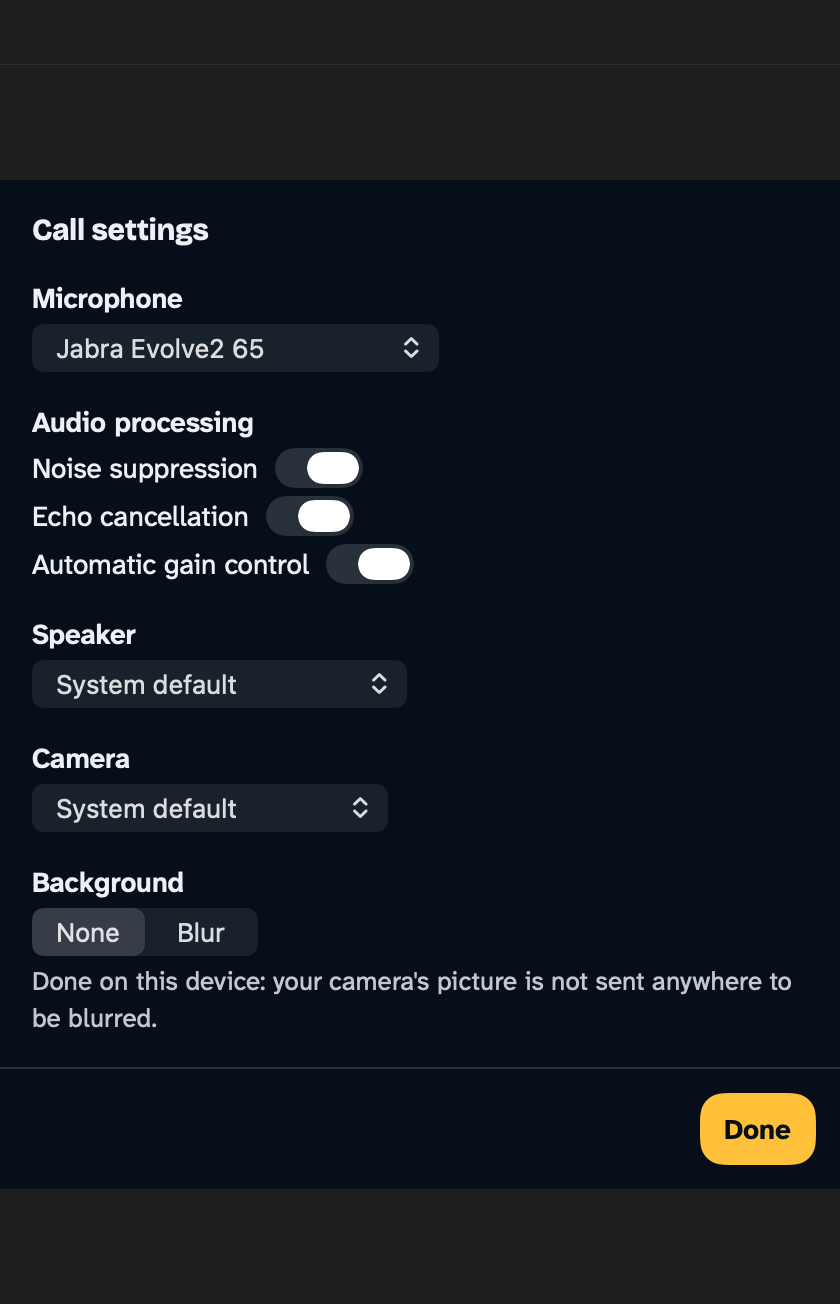 Call settings
Microphone
Jabra Evolve2 65
Audio processing
Noise suppression
Echo cancellation
Automatic gain control
Speaker
System default
Camera
System default
Background
None Blur
Done on this device: your camera's picture is not sent anywhere to
be blurred.
Done